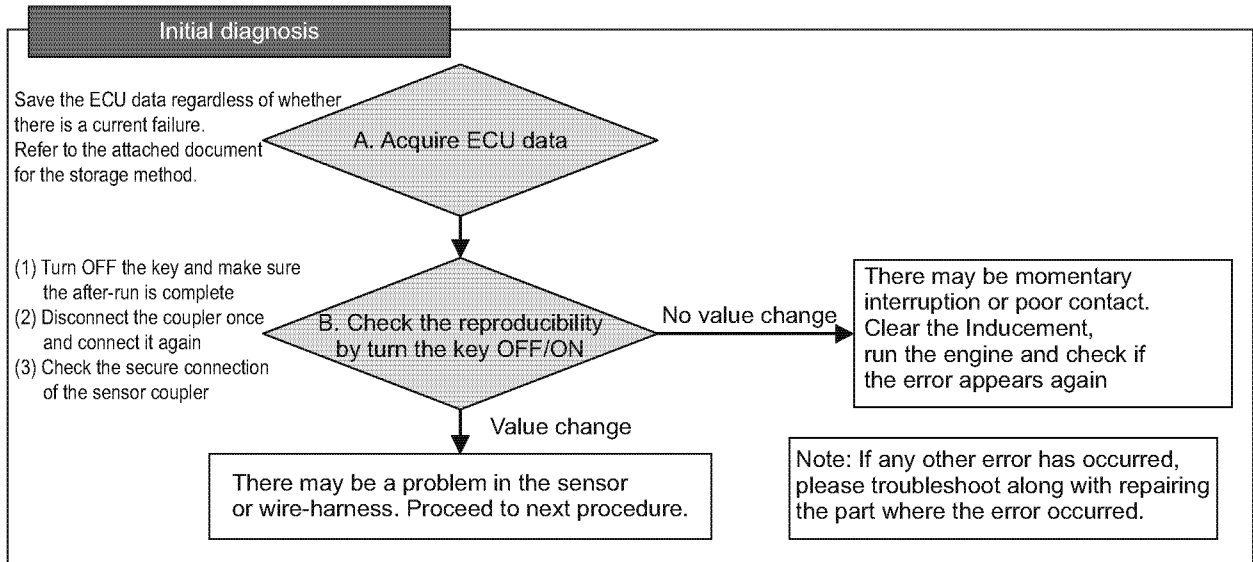 Initial diagnosis
Save the ECU data regardless of whether
there is a current failure.
Refer to the attached document
for the storage method.
A. Acquire ECU data
(1) Turn OFF the key and make sure
the after-run is complete
(2) Disconnect the coupler once
and connect it again
(3) Check the secure connection
of the sensor coupler
B. Check the reproducibility
by turn the key OFF/ON
No value change
There may be momentary
interruption or poor contact.
Clear the Inducement,
run the engine and check if
the error appears again
Value change
There may be a problem in the sensor
or wire-harness. Proceed to next procedure.
Note: If any other error has occurred,
please troubleshoot along with repairing
the part where the error occurred.